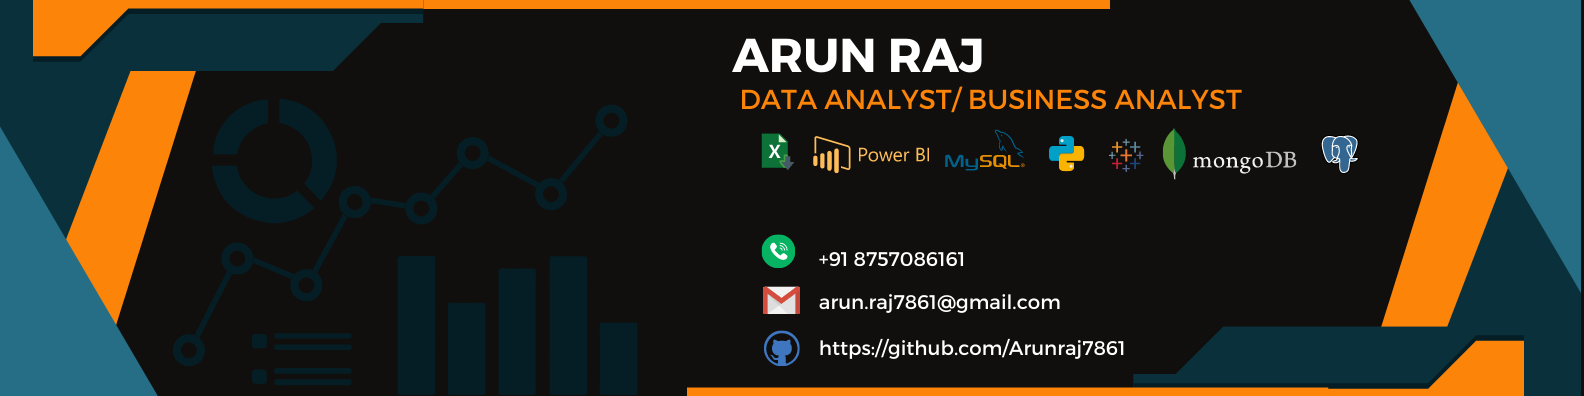 ARUN RAJ
DATA ANALYST/ BUSINESS ANALYST
X Power BI MySQL® mongoDB
+91 8757086161
arun.raj7861@gmail.com
https://github.com/Arunraj7861